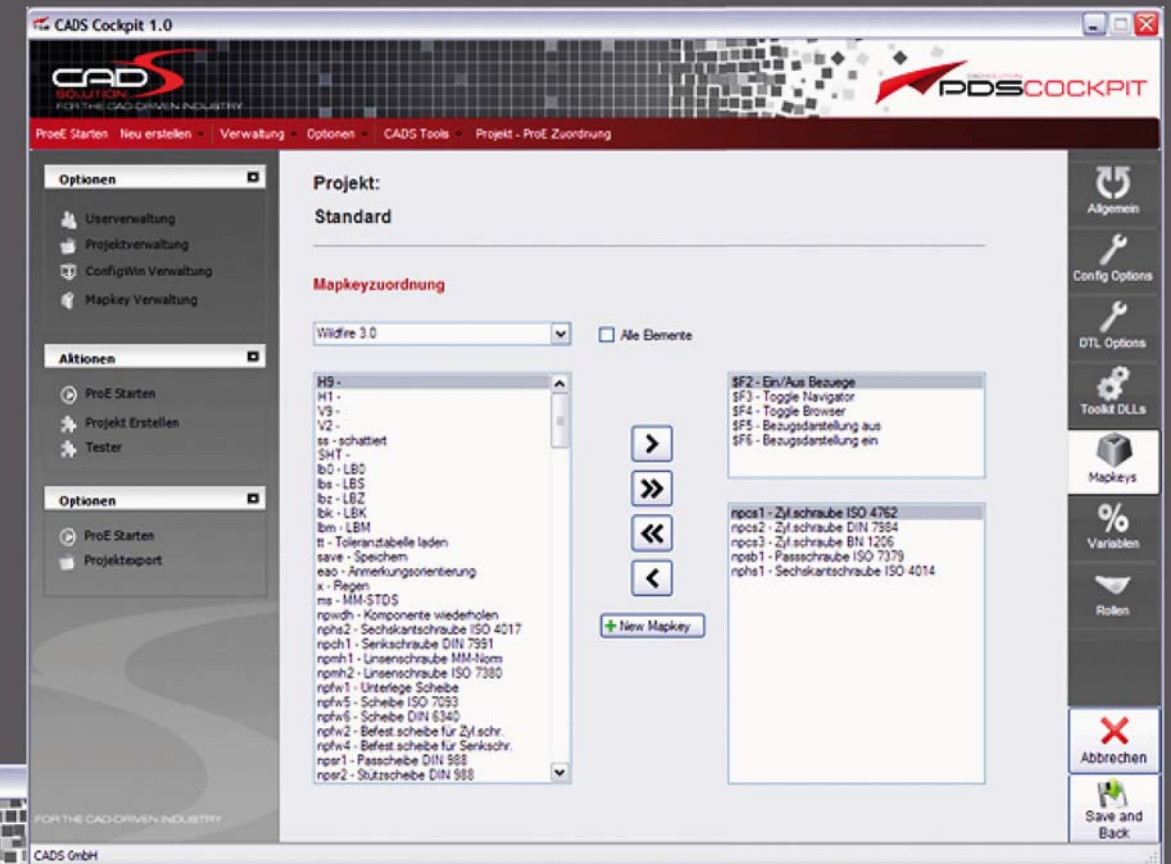 CADS Cockpit 1.0
CADS
SOLUTION
FOR THE CAD-DRIVEN INDUSTRY
CADSOLUTION
PDSCOCKPIT
ProeE Starten Neu erstellen Verwaltung Optionen CADS Tools Projekt - ProE Zuordnung
Optionen
Userverwaltung
Projektverwaltung
ConfigWin Verwaltung
Mapkey Verwaltung
Aktionen
ProE Starten
Projekt Erstellen
Tester
Optionen
ProE Starten
Projektexport
FOR THE CAD-DRIVEN INDUSTRY
Projekt:
Standard
Mapkeyzuordnung
Wildfire 3.0
Alle Elemente
H9 -
H1 -
V9 -
V2 -
ss - schattiert
SHT -
lb0 - LB0
lbs - LBS
lbz - LBZ
lbk - LBK
lbm - LBM
tt - Toleranztabelle laden
save - Speichern
eao - Anmerkungsorientierung
x - Regen
ms - MM-STDS
npwdh - Komponente wiederholen
nphs2 - Sechskantschraube ISO 4017
npch1 - Senkschraube DIN 7991
npmh1 - Linsenschraube MM-Norm
npmh2 - Linsenschraube ISO 7380
npfw1 - Unterlege Scheibe
npfw5 - Scheibe ISO 7093
npfw6 - Scheibe DIN 6340
npfw2 - Befest.scheibe für Zyl.schr.
npfw4 - Befest.scheibe für Senkschr.
npsr1 - Passcheibe DIN 988
npsr2 - Stützscheibe DIN 988
New Mapkey
$F2 - Ein/Aus Bezuege
$F3 - Toggle Navigator
$F4 - Toggle Browser
$F5 - Bezugsdarstellung aus
$F6 - Bezugsdarstellung ein
npcs1 - Zyl.schraube ISO 4762
npcs2 - Zyl.schraube DIN 7984
npcs3 - Zyl.schraube BN 1206
npsb1 - Passschraube ISO 7379
nphs1 - Sechskantschraube ISO 4014
Allgemein
Config Options
DTL Options
Toolkit DLLs
Mapkeys
%
Variablen
Rollen
Abbrechen
Save and
Back
CADS GmbH